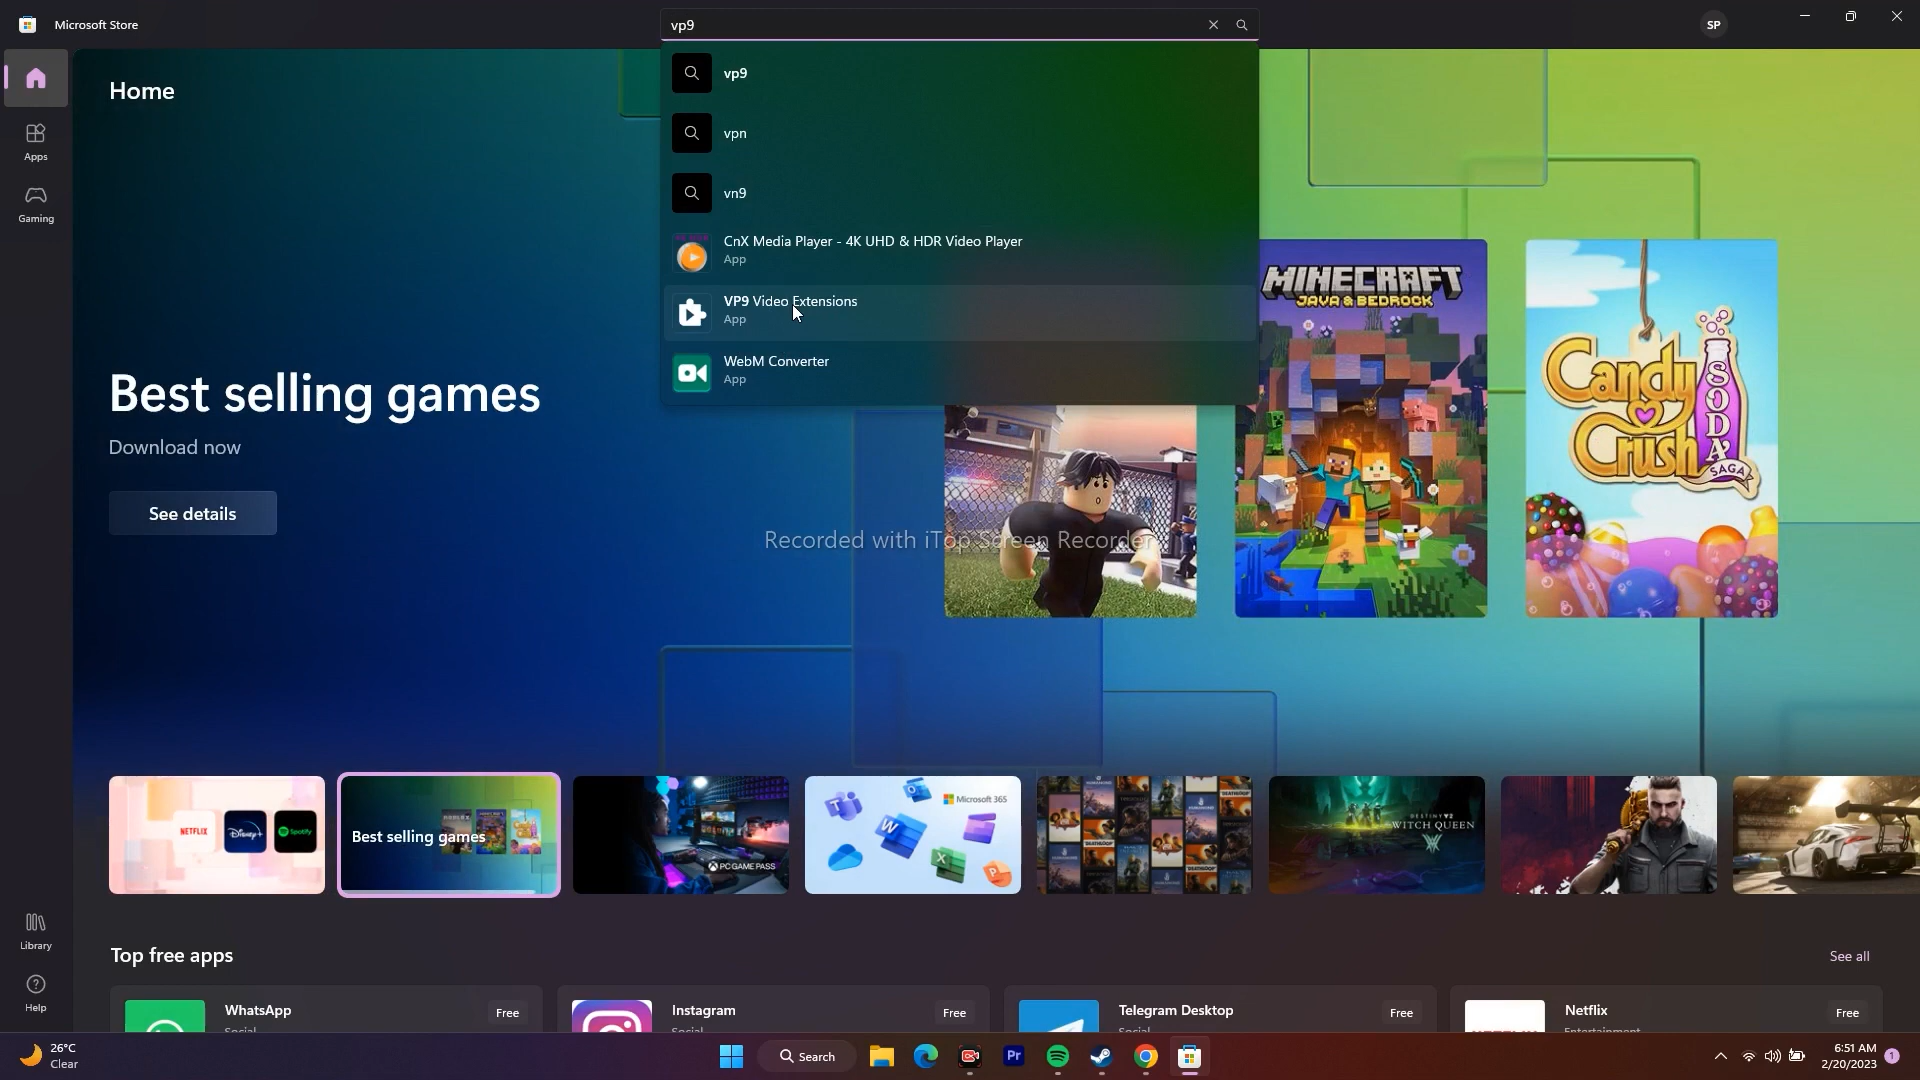 Microsoft Store
vp9
SP
Home
Apps
Gaming
vp9
vpn
vn9
CnX Media Player - 4K UHD & HDR Video Player
App
VP9 Video Extensions
App
WebM Converter
App
MINECRAFT
JAVA & BEDROCK
Candy
Crush
SODA
SAGA
Best selling games
Download now
See details
Recorded with iTop Screen Recorder
NETFLIX
Disney+
Spotify
Best selling games
PC GAME PASS
Microsoft 365
DESTINY 2
WITCH QUEEN
Library
Help
Top free apps
See all
WhatsApp
Social
Free
Instagram
Social
Free
Telegram Desktop
Social
Free
Netflix
Entertainment
Free
26°C
Clear
Search
Pr
6:51 AM
2/20/2023
1